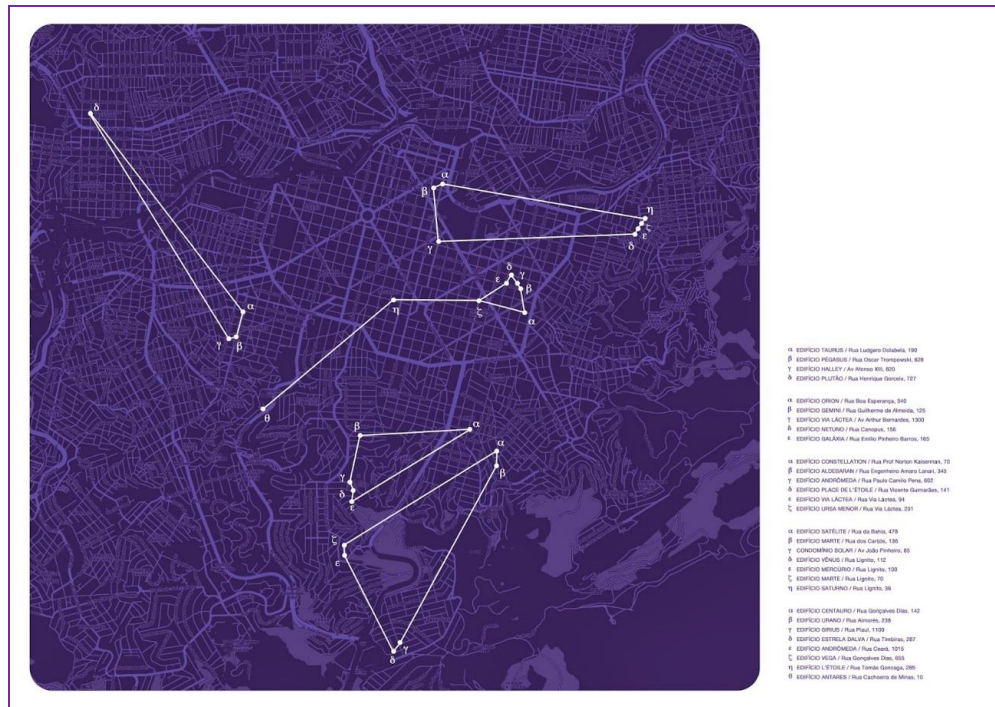 δ
α
β
η
ζ
γ
ε
δ
δ
ε
γ
β
η
ζ
α
α
γ
β
θ
β
α
α
β
γ
δ
ε
ζ
ε
γ
δ
α EDIFÍCIO TAURUS / Rua Ludgero Dolabela, 190
β EDIFÍCIO PÉGASUS / Rua Oscar Trompowski, 628
γ EDIFÍCIO HALLEY / Av Afonso XIII, 820
δ EDIFÍCIO PLUTÃO / Rua Henrique Gorceix, 727
α EDIFÍCIO ORION / Rua Boa Esperança, 340
β EDIFÍCIO GEMINI / Rua Guilherme de Almeida, 125
γ EDIFÍCIO VIA LÁCTEA / Av Arthur Bernardes, 1300
δ EDIFÍCIO NETUNO / Rua Canopus, 156
ε EDIFÍCIO GALÁXIA / Rua Emílio Pinheiro Barros, 165
α EDIFÍCIO CONSTELLATION / Rua Prof Norton Kaiserman, 70
β EDIFÍCIO ALDEBARAN / Rua Engenheiro Amaro Lanari, 340
γ EDIFÍCIO ANDRÔMEDA / Rua Paulo Camilo Pena, 602
δ EDIFÍCIO PLACE DE L'ÉTOILE / Rua Vicente Guimarães, 141
ε EDIFÍCIO VIA LÁCTEA / Rua Via Láctea, 54
ζ EDIFÍCIO URSA MENOR / Rua Via Láctea, 231
α EDIFÍCIO SATÉLITE / Rua da Bahia, 478
β EDIFÍCIO MARTE / Rua dos Carijós, 136
γ CONDOMÍNIO SOLAR / Av João Pinheiro, 85
δ EDIFÍCIO VÊNUS / Rua Lignito, 112
ε EDIFÍCIO MERCÚRIO / Rua Lignito, 100
ζ EDIFÍCIO MARTE / Rua Lignito, 70
η EDIFÍCIO SATURNO / Rua Lignito, 36
α EDIFÍCIO CENTAURO / Rua Gonçalves Dias, 142
β EDIFÍCIO URANO / Rua Aimorés, 238
γ EDIFÍCIO SIRIUS / Rua Piauí, 1100
δ EDIFÍCIO ESTRELA DALVA / Rua Timbiras, 287
ε EDIFÍCIO ANDRÔMEDA / Rua Ceará, 1015
ζ EDIFÍCIO VEGA / Rua Gonçalves Dias, 655
η EDIFÍCIO L'ÉTOILE / Rua Tomás Gonzaga, 285
θ EDIFÍCIO ANTARES / Rua Cachoeira de Minas, 10